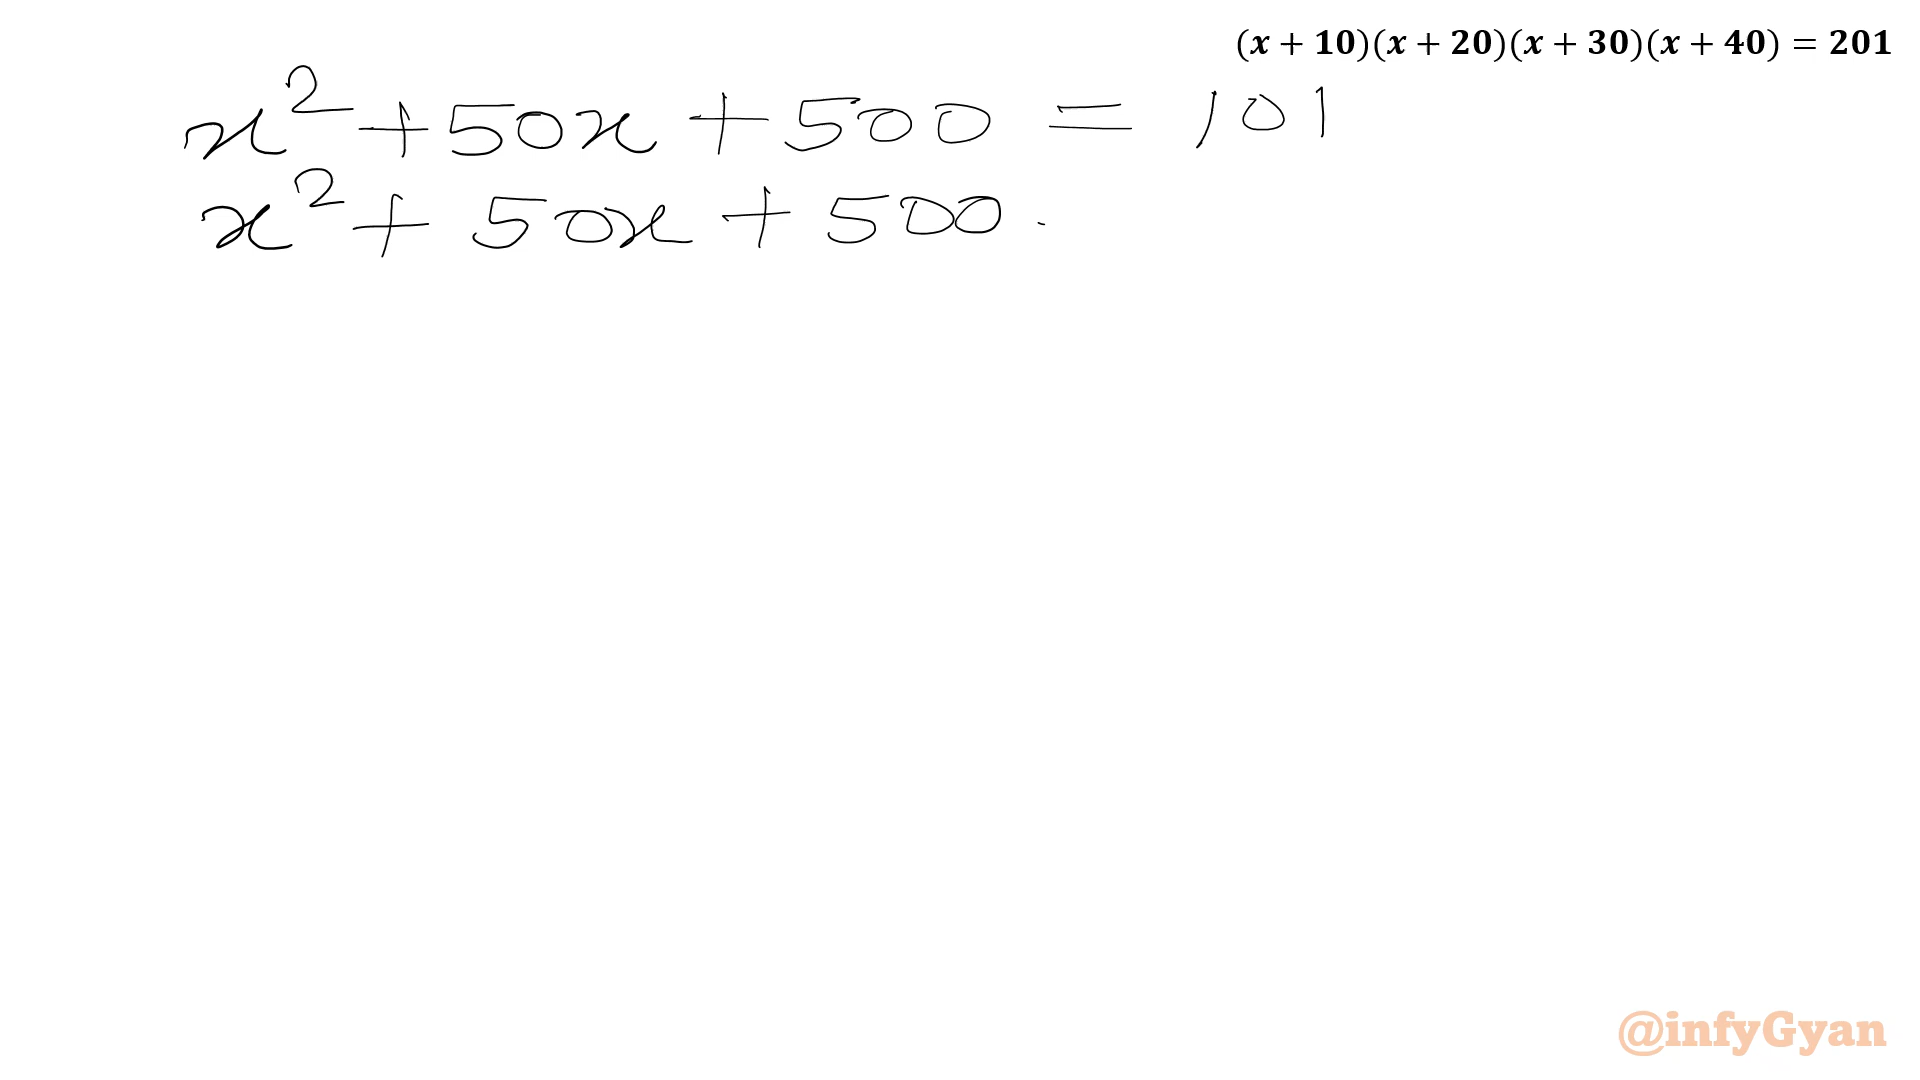 (x + 10)(x + 20)(x + 30)(x + 40) = 201
x² + 50x + 500 = 101
x² + 50x + 500
@infyGyan